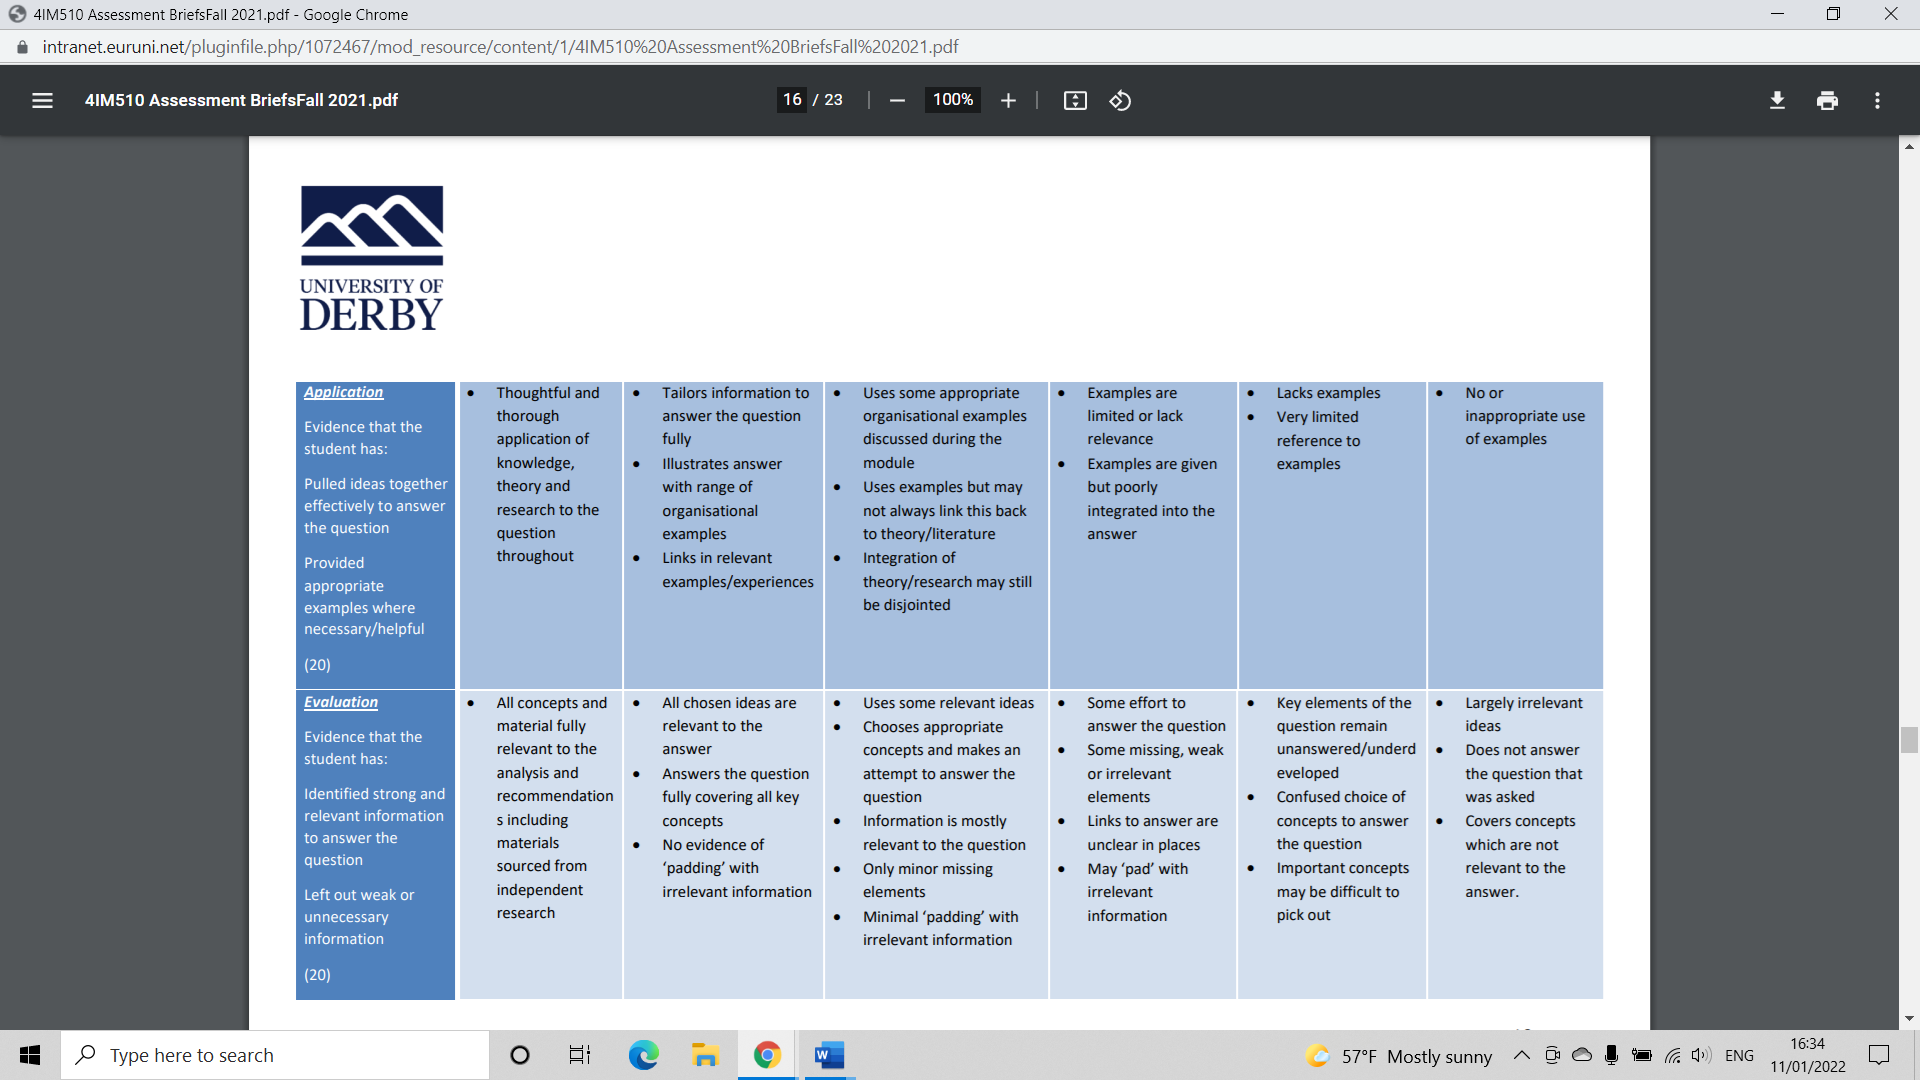 4IM510 Assessment BriefsFall 2021.pdf - Google Chrome
intranet.euruni.net/pluginfile.php/1072467/mod_resource/content/1/4IM510%20Assessment%20BriefsFall%202021.pdf
4IM510 Assessment BriefsFall 2021.pdf
16 / 23
100%
UNIVERSITY OF
DERBY
Application
Evidence that the
student has:
Pulled ideas together
effectively to answer
the question
Provided
appropriate
examples where
necessary/helpful
(20)
• Thoughtful and
thorough
application of
knowledge,
theory and
research to the
question
throughout
• Tailors information to
answer the question
fully
• Illustrates answer
with range of
organisational
examples
• Links in relevant
examples/experiences
• Uses some appropriate
organisational examples
discussed during the
module
• Uses examples but may
not always link this back
to theory/literature
• Integration of
theory/research may still
be disjointed
• Examples are
limited or lack
relevance
• Examples are given
but poorly
integrated into the
answer
• Lacks examples
• Very limited
reference to
examples
• No or
inappropriate use
of examples
Evaluation
Evidence that the
student has:
Identified strong and
relevant information
to answer the
question
Left out weak or
unnecessary
information
(20)
• All concepts and
material fully
relevant to the
analysis and
recommendation
s including
materials
sourced from
independent
research
• All chosen ideas are
relevant to the
answer
• Answers the question
fully covering all key
concepts
• No evidence of
‘padding’ with
irrelevant information
• Uses some relevant ideas
• Chooses appropriate
concepts and makes an
attempt to answer the
question
• Information is mostly
relevant to the question
• Only minor missing
elements
• Minimal ‘padding’ with
irrelevant information
• Some effort to
answer the question
• Some missing, weak
or irrelevant
elements
• Links to answer are
unclear in places
• May ‘pad’ with
irrelevant
information
• Key elements of the
question remain
unanswered/underd
eveloped
• Confused choice of
concepts to answer
the question
• Important concepts
may be difficult to
pick out
• Largely irrelevant
ideas
• Does not answer
the question that
was asked
• Covers concepts
which are not
relevant to the
answer.
Type here to search
57°F Mostly sunny
ENG
16:34
11/01/2022